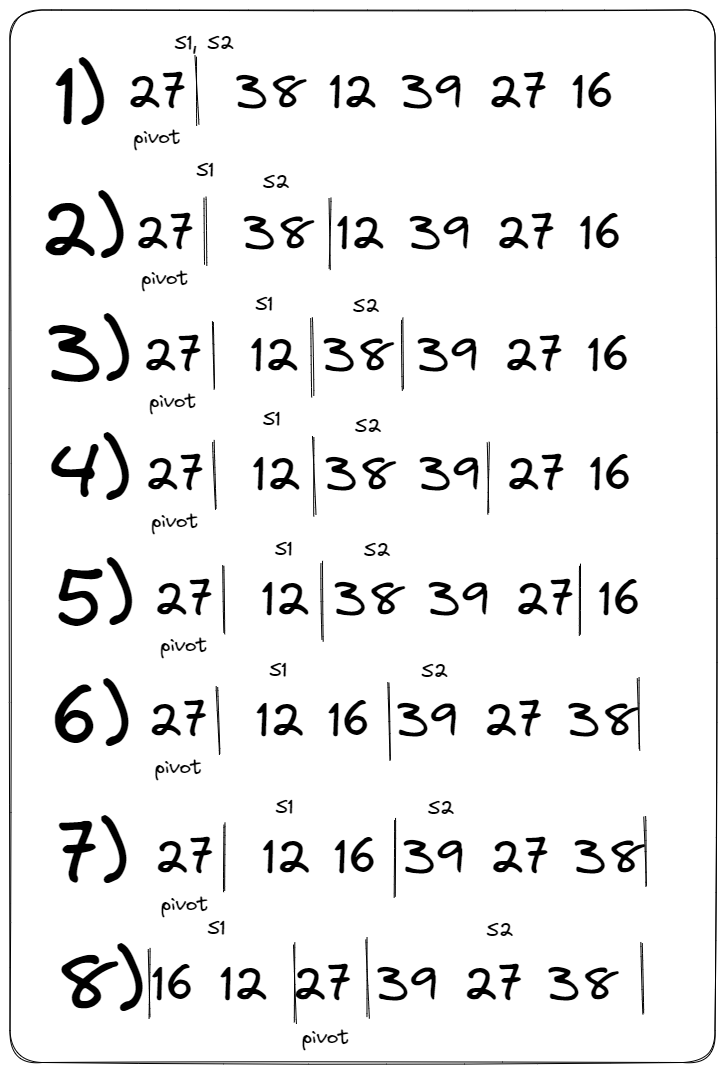 S1, S2
1) 27 | 38 12 39 27 16
pivot
S1 S2
2) 27 | 38 | 12 39 27 16
pivot
S1 S2
3) 27 | 12 | 38 | 39 27 16
pivot
S1 S2
4) 27 | 12 | 38 39 | 27 16
pivot
S1 S2
5) 27 | 12 | 38 39 27 | 16
pivot
S1 S2
6) 27 | 12 16 | 39 27 38 |
pivot
S1 S2
7) 27 | 12 16 | 39 27 38 |
pivot
S1 S2
8) | 16 12 | 27 | 39 27 38 |
pivot